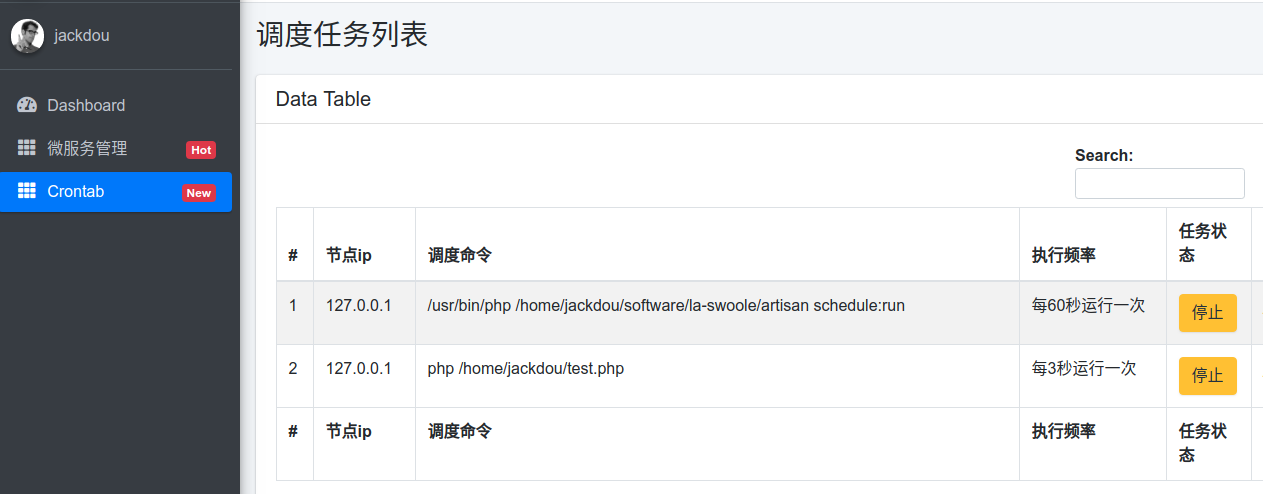 jackdou
Dashboard
微服务管理 Hot
Crontab New
调度任务列表
Data Table
Search:
# 节点ip 调度命令 执行频率 任务状态
1 127.0.0.1 /usr/bin/php /home/jackdou/software/la-swoole/artisan schedule:run 每60秒运行一次 停止
2 127.0.0.1 php /home/jackdou/test.php 每3秒运行一次 停止
# 节点ip 调度命令 执行频率 任务状态